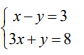 x − y = 3
3x + y = 8